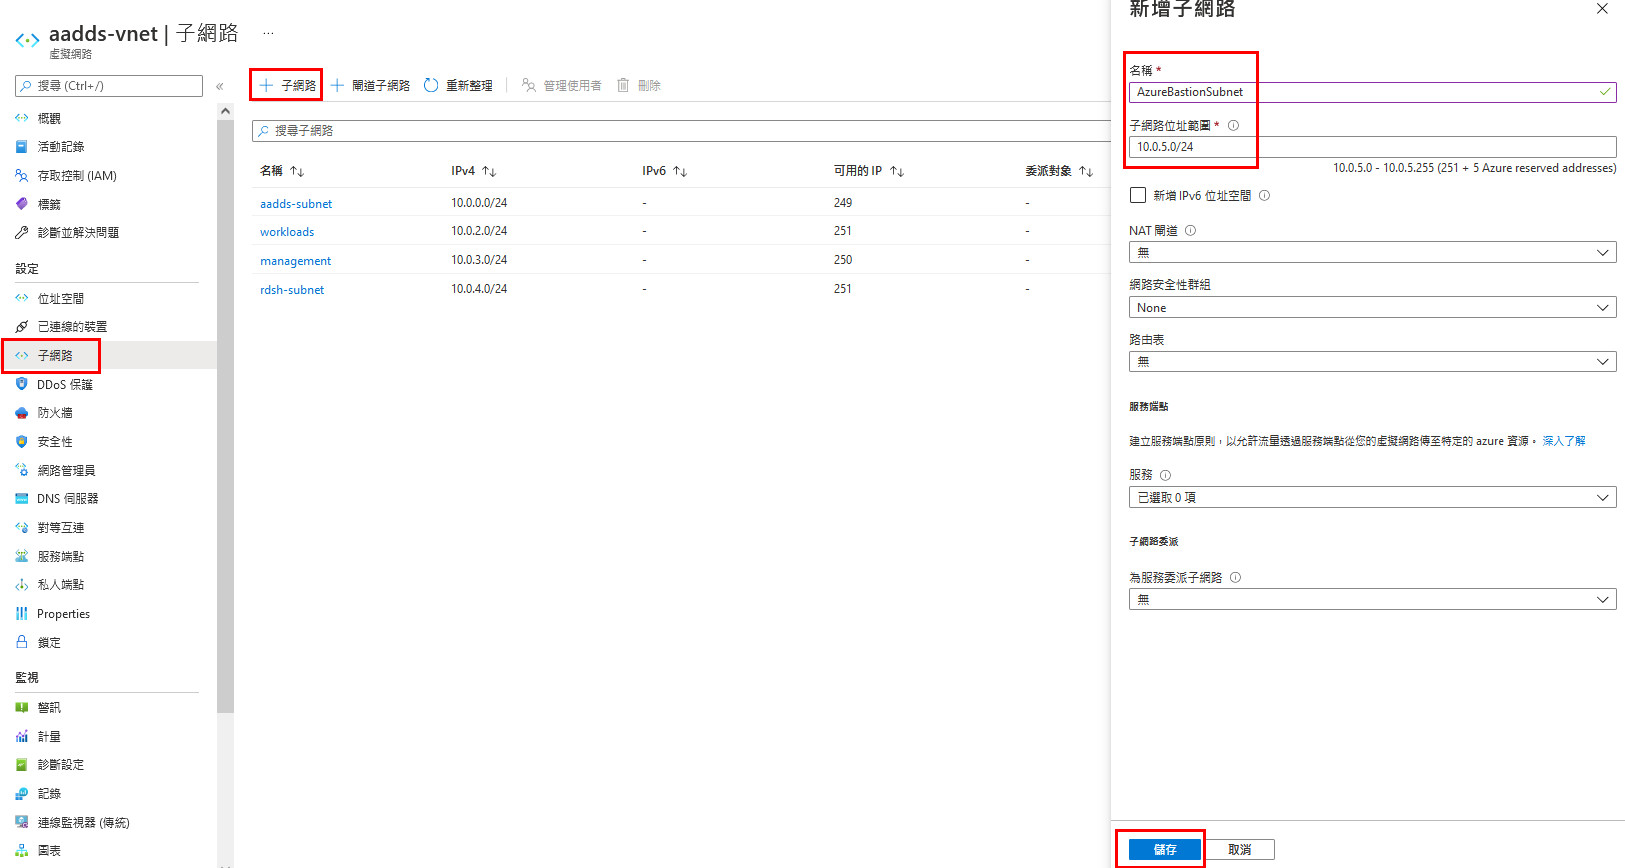 aadds-vnet | 子網路 ...
虛擬網路
搜尋 (Ctrl+/)
«
概觀
活動記錄
存取控制 (IAM)
標籤
診斷並解決問題
設定
位址空間
已連線的裝置
子網路
DDoS 保護
防火牆
安全性
網路管理員
DNS 伺服器
對等互連
服務端點
私人端點
Properties
鎖定
監視
警訊
計量
診斷設定
記錄
連線監視器 (傳統)
圖表
子網路 閘道子網路 重新整理 管理使用者 刪除
搜尋子網路
名稱 IPv4 IPv6 可用的 IP 委派對象
aadds-subnet 10.0.0.0/24 - 249 -
workloads 10.0.2.0/24 - 251 -
management 10.0.3.0/24 - 250 -
rdsh-subnet 10.0.4.0/24 - 251 -
新增子網路
名稱 *
AzureBastionSubnet
子網路位址範圍 *
10.0.5.0/24
10.0.5.0 - 10.0.5.255 (251 + 5 Azure reserved addresses)
新增 IPv6 位址空間
NAT 閘道
無
網路安全性群組
None
路由表
無
服務端點
建立服務端點原則，以允許流量透過服務端點從您的虛擬網路傳至特定的 azure 資源。 深入了解
服務
已選取 0 項
子網路委派
為服務委派子網路
無
儲存 取消